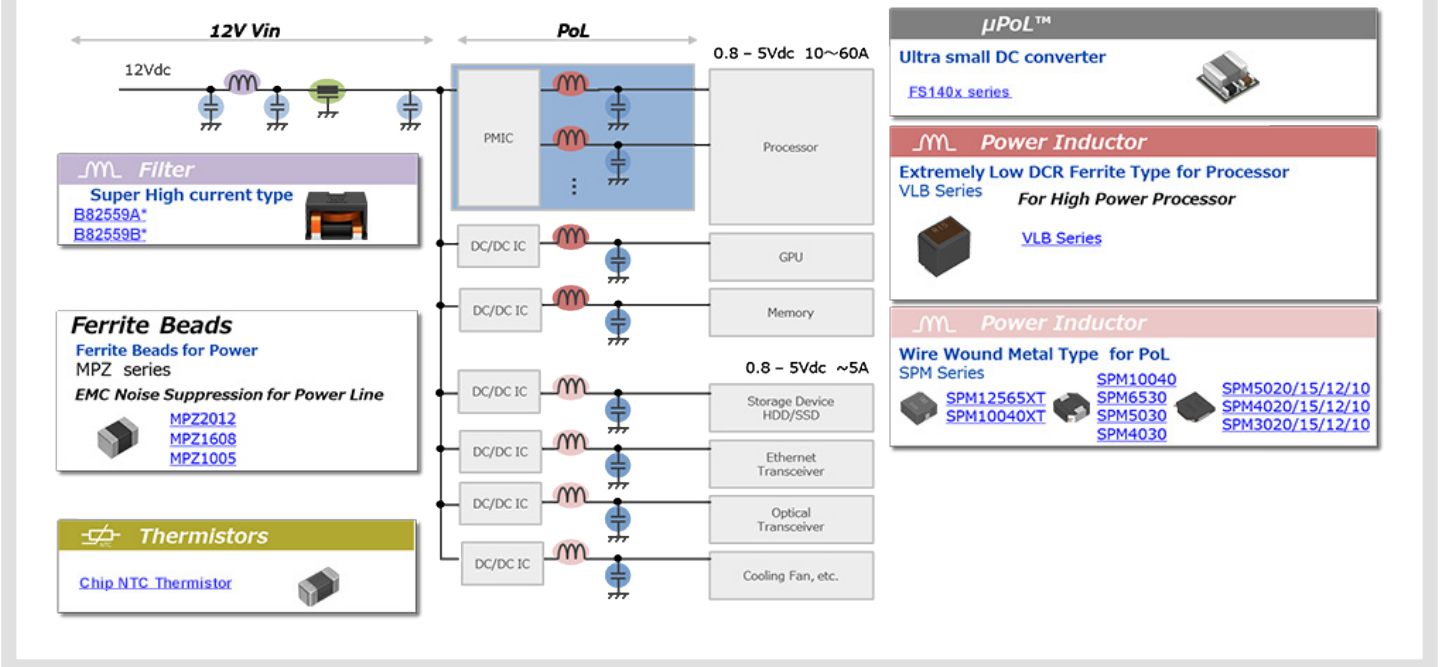 12V Vin
PoL
12Vdc
0.8 – 5Vdc 10～60A
PMIC
Processor
⋮
DC/DC IC
GPU
DC/DC IC
Memory
0.8 – 5Vdc ~5A
DC/DC IC
Storage Device
HDD/SSD
DC/DC IC
Ethernet
Transceiver
DC/DC IC
Optical
Transceiver
DC/DC IC
Cooling Fan, etc.
Filter
Super High current type
B82559A*
B82559B*
Ferrite Beads
Ferrite Beads for Power
MPZ series
EMC Noise Suppression for Power Line
MPZ2012
MPZ1608
MPZ1005
NTC
Thermistors
Chip NTC Thermistor
µPoL™
Ultra small DC converter
FS140x series
Power Inductor
Extremely Low DCR Ferrite Type for Processor
VLB Series
For High Power Processor
R15
VLB Series
Power Inductor
Wire Wound Metal Type for PoL
SPM Series
SPM12565XT
SPM10040XT
SPM10040
SPM6530
SPM5030
SPM4030
SPM5020/15/12/10
SPM4020/15/12/10
SPM3020/15/12/10